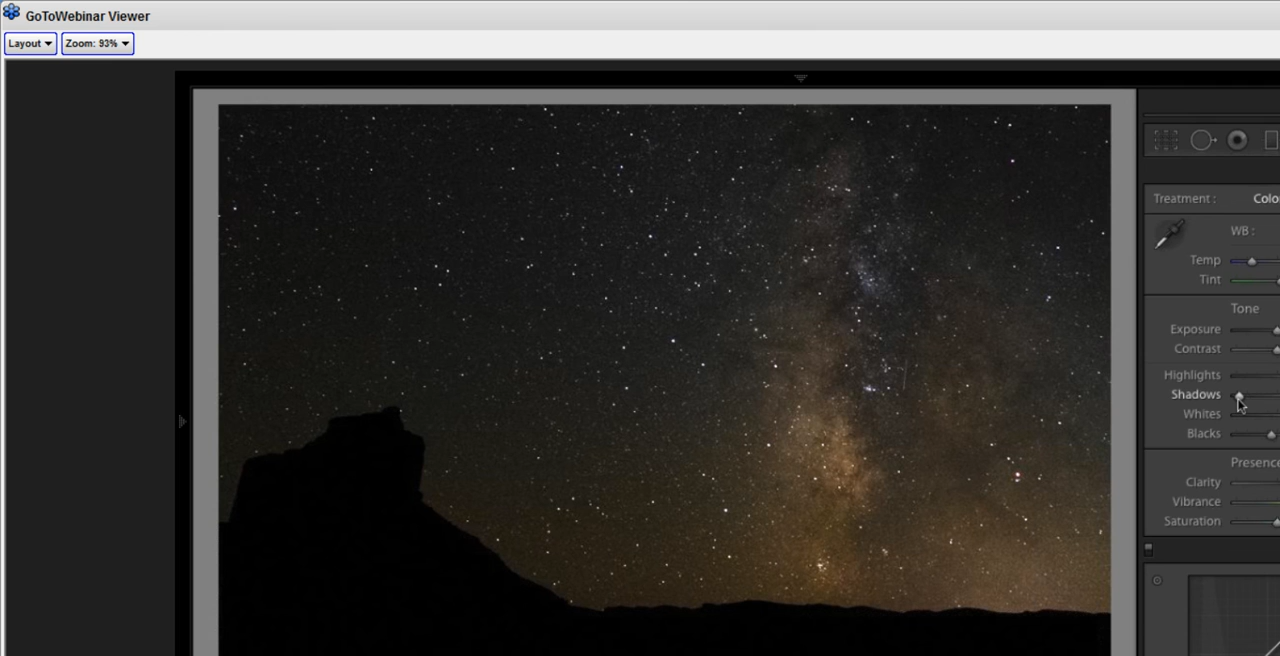 GoToWebinar Viewer
Layout Zoom: 93%
Treatment : Colo
WB :
Temp
Tint
Tone
Exposure
Contrast
Highlights
Shadows
Whites
Blacks
Presence
Clarity
Vibrance
Saturation